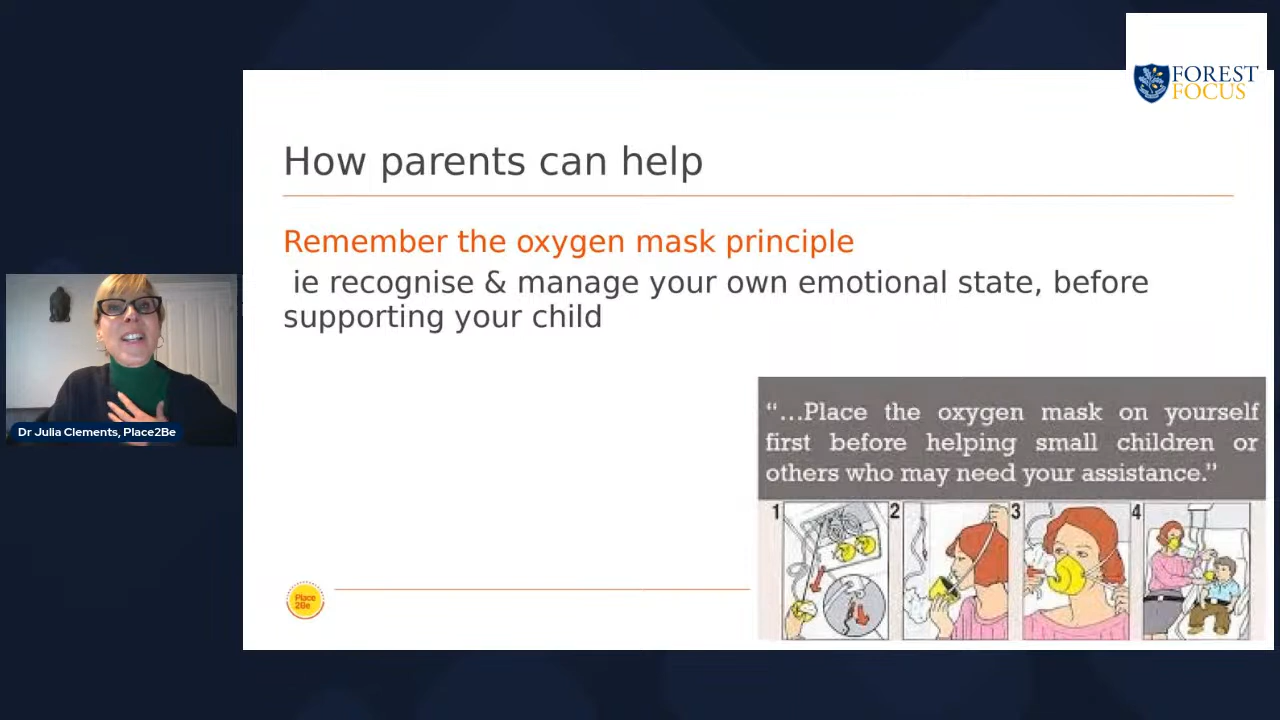 FOREST
FOCUS
How parents can help
Remember the oxygen mask principle
ie recognise & manage your own emotional state, before
supporting your child
Dr Julia Clements, Place2Be
“...Place the oxygen mask on yourself
first before helping small children or
others who may need your assistance.”
1 2 3 4
Place
2Be